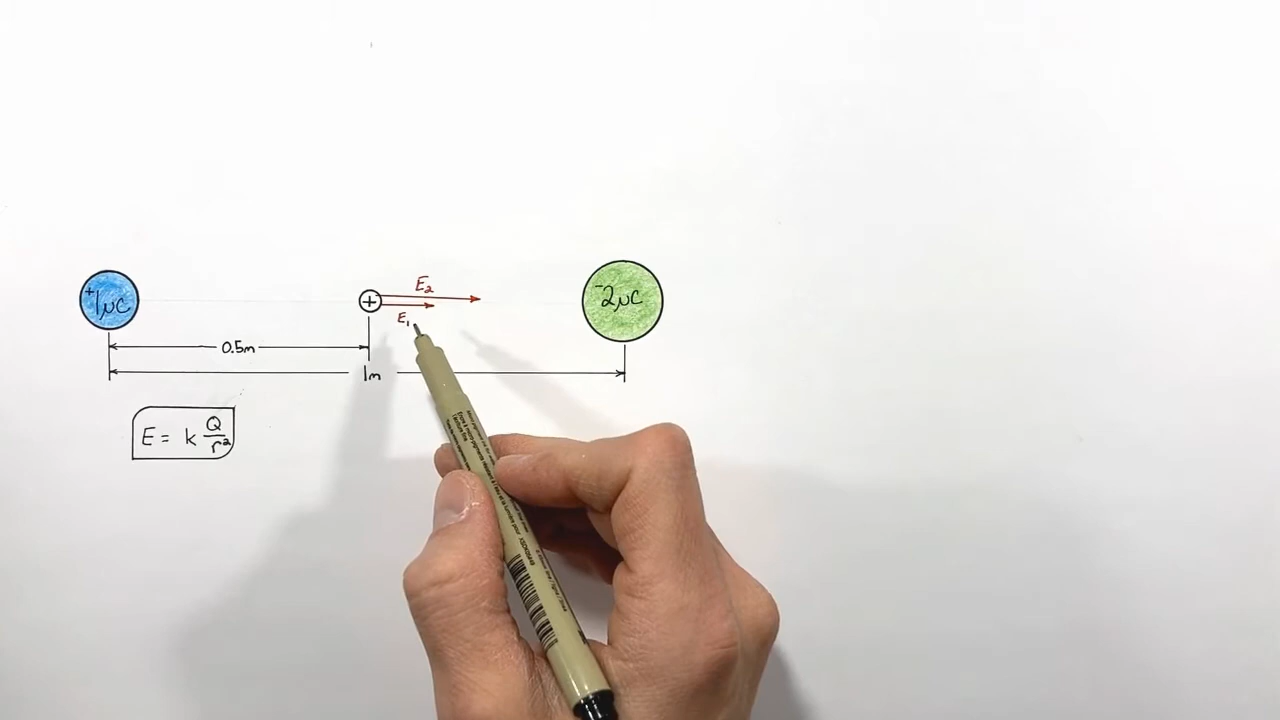 E₂
+1μC
+
-2μC
E₁
0.5m
1m
E = k Q/r²